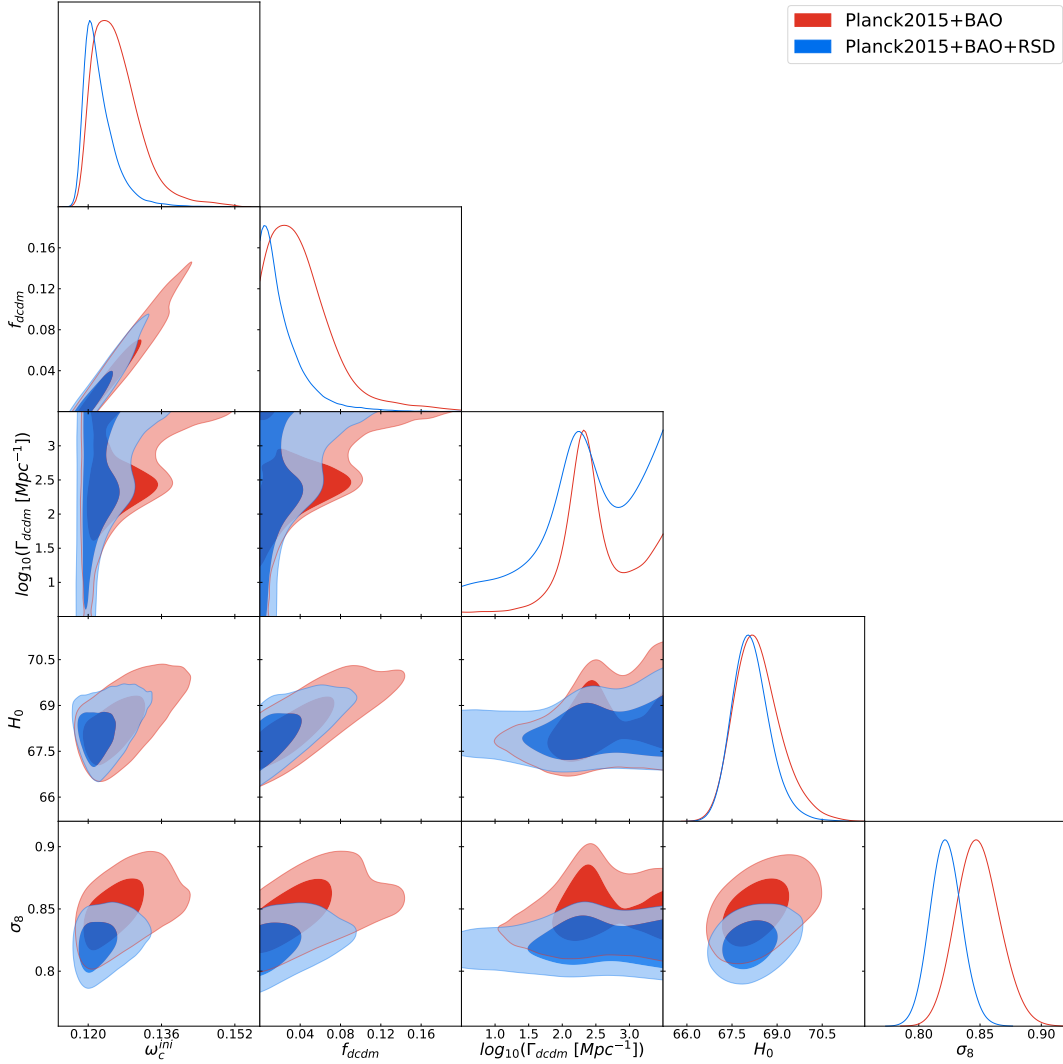 Planck2015+BAO
Planck2015+BAO+RSD
0.16
0.12
0.08
0.04
f_dcdm
3
2.5
2
1.5
1
log10(Γdcdm [Mpc⁻¹])
70.5
69
67.5
66
H₀
0.9
0.85
0.8
σ₈
0.120 0.136 0.152 0.04 0.08 0.12 0.16 1.0 1.5 2.0 2.5 3.0 66.0 67.5 69.0 70.5 0.80 0.85 0.90
ω_c^ini f_dcdm log10(Γdcdm [Mpc⁻¹]) H₀ σ₈